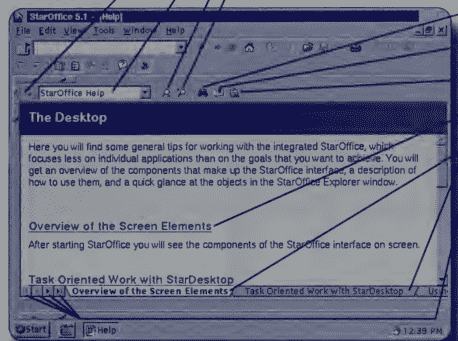 StarOffice 5.1 - [Help]
File Edit View Tools Window Help
StarOffice Help
The Desktop
Here you will find some general tips for working with the integrated StarOffice, which
focuses less on individual applications than on the goals that you want to achieve. You will
get an overview of the components that make up the StarOffice interface, a description of
how to use them, and a quick glance at the objects in the StarOffice Explorer window.
Overview of the Screen Elements
After starting StarOffice you will see the components of the StarOffice interface on screen.
Task Oriented Work with StarDesktop
Overview of the Screen Elements Task Oriented Work with StarDesktop
Start Help 12:39 PM